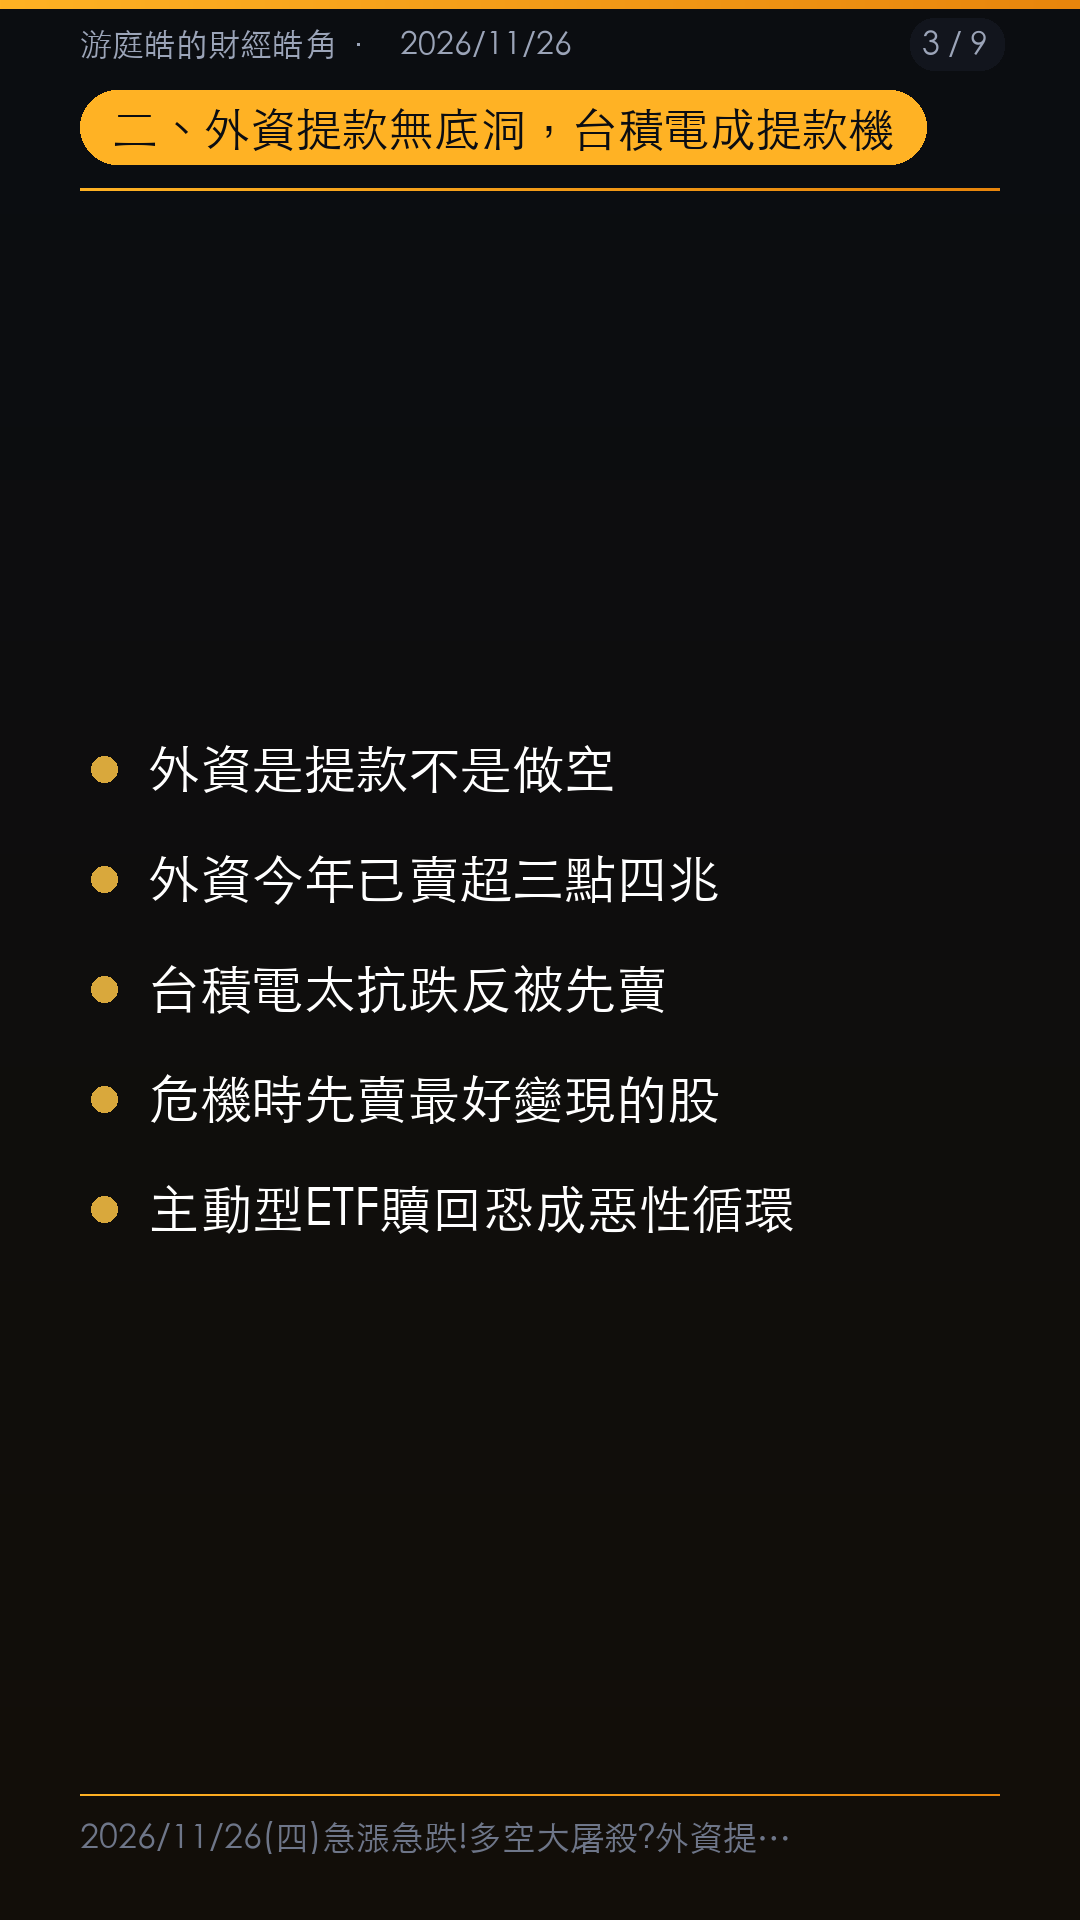 游庭皓的財經皓角 · 2026/11/26
3 / 9
二、外資提款無底洞，台積電成提款機
外資是提款不是做空
外資今年已賣超三點四兆
台積電太抗跌反被先賣
危機時先賣最好變現的股
主動型ETF贖回恐成惡性循環
2026/11/26(四)急漲急跌!多空大屠殺?外資提⋯